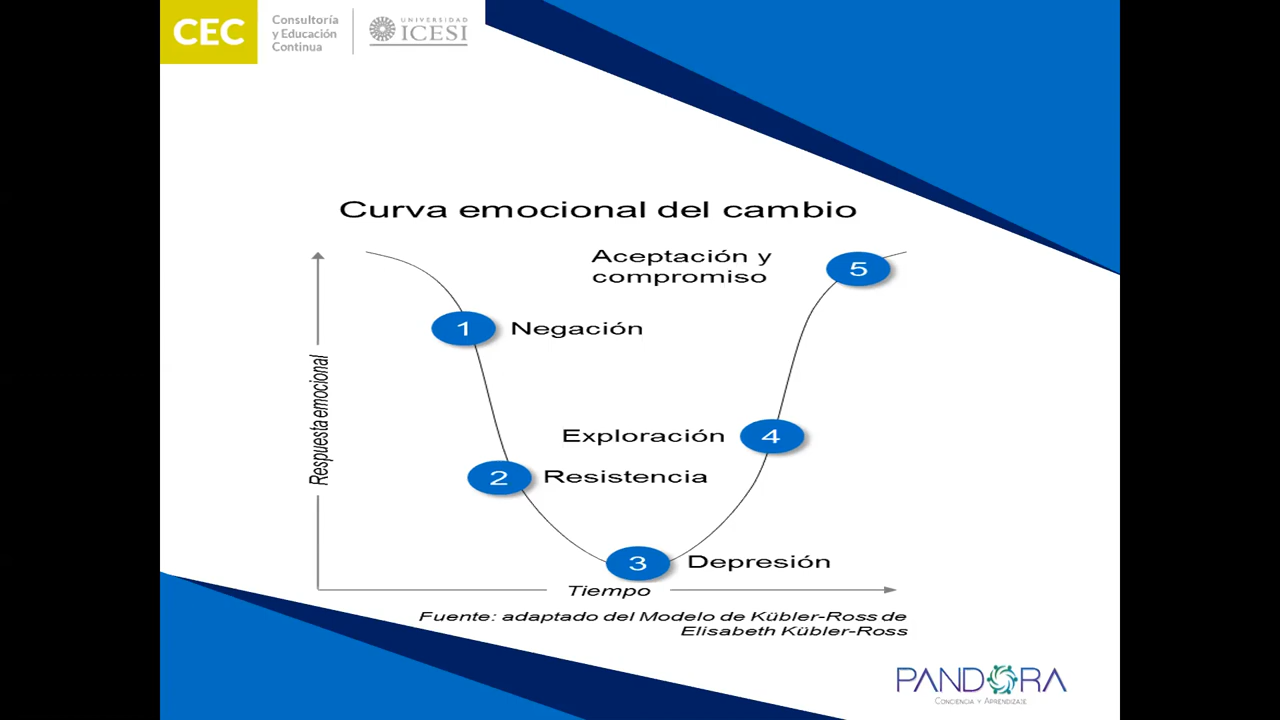 CEC
Consultoría
y Educación
Continua
UNIVERSIDAD
ICESI
Curva emocional del cambio
Aceptación y
compromiso
5
1
Negación
Respuesta emocional
Exploración
4
2
Resistencia
3
Depresión
Tiempo
Fuente: adaptado del Modelo de Kübler-Ross de
Elisabeth Kübler-Ross
PANDORA
CONCIENCIA Y APRENDIZAJE